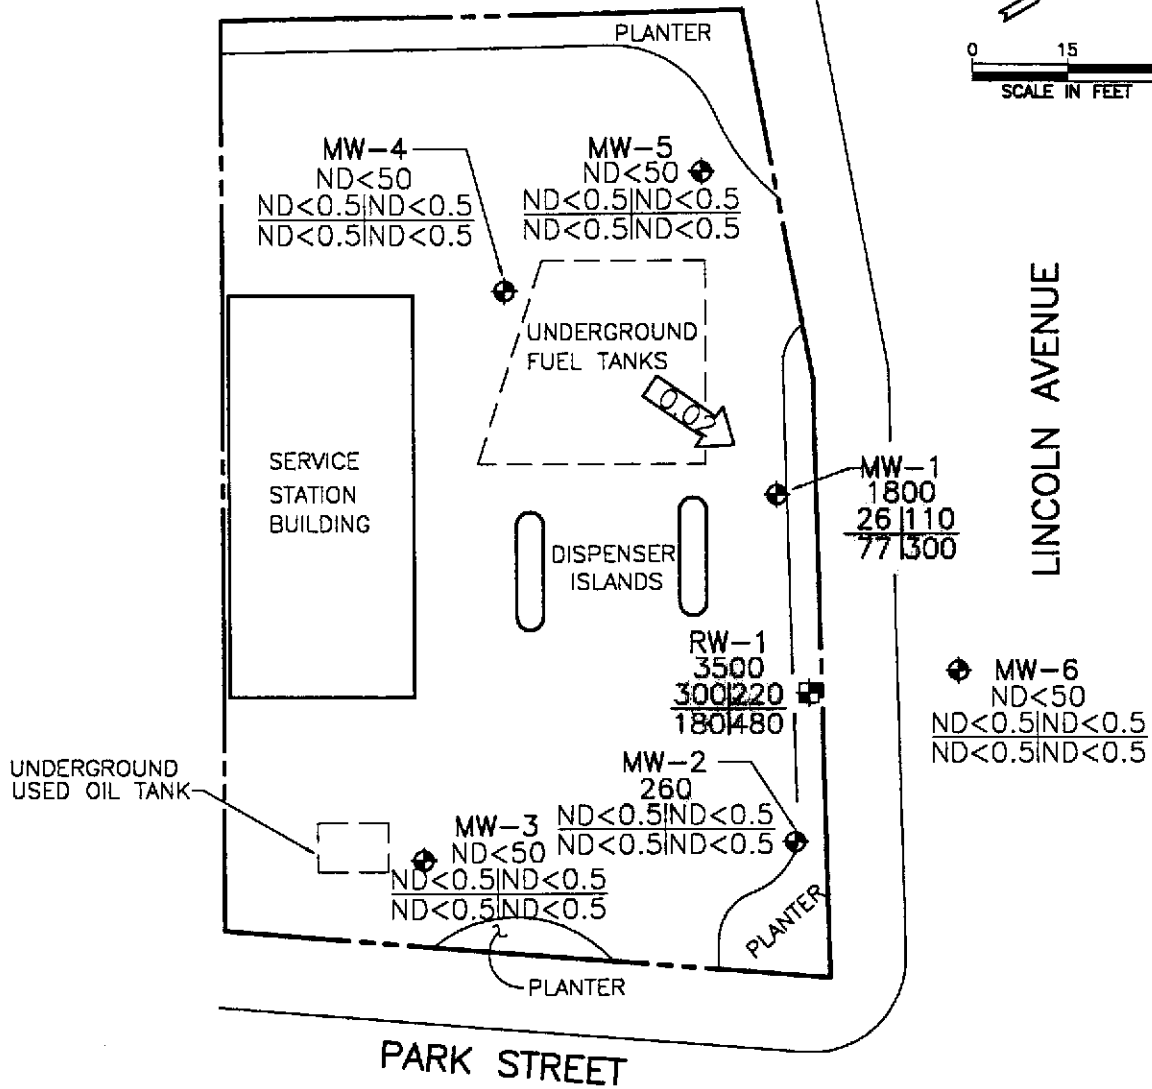 PLANTER
0 15
SCALE IN FEET
MW-4
ND<50
ND<0.5|ND<0.5
ND<0.5|ND<0.5
MW-5
ND<50
ND<0.5|ND<0.5
ND<0.5|ND<0.5
UNDERGROUND
FUEL TANKS
0.02
LINCOLN AVENUE
SERVICE
STATION
BUILDING
MW-1
1800
26|110
77|300
DISPENSER
ISLANDS
RW-1
3500
300|220
180|480
MW-6
ND<50
ND<0.5|ND<0.5
ND<0.5|ND<0.5
UNDERGROUND
USED OIL TANK
MW-2
260
ND<0.5|ND<0.5
ND<0.5|ND<0.5
MW-3
ND<50
ND<0.5|ND<0.5
ND<0.5|ND<0.5
PLANTER
PLANTER
PARK STREET